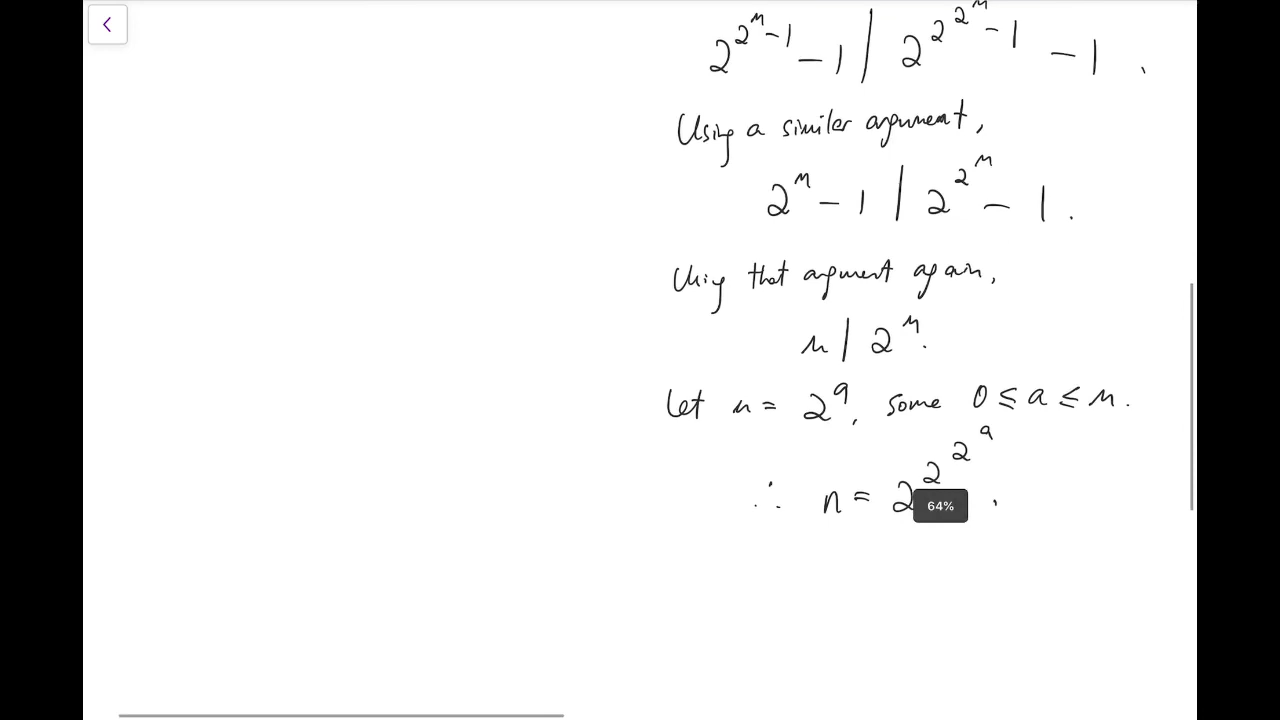 2^{2^m-1} - 1 | 2^{2^{2^m}-1} - 1 .
Using a similar argument,
2^m - 1 | 2^{2^m} - 1 .
Using that argument again,
m | 2^m .
Let m = 2^a , some 0 ≤ a ≤ m .
∴ n = 2^{2^{2^a}} .
64%